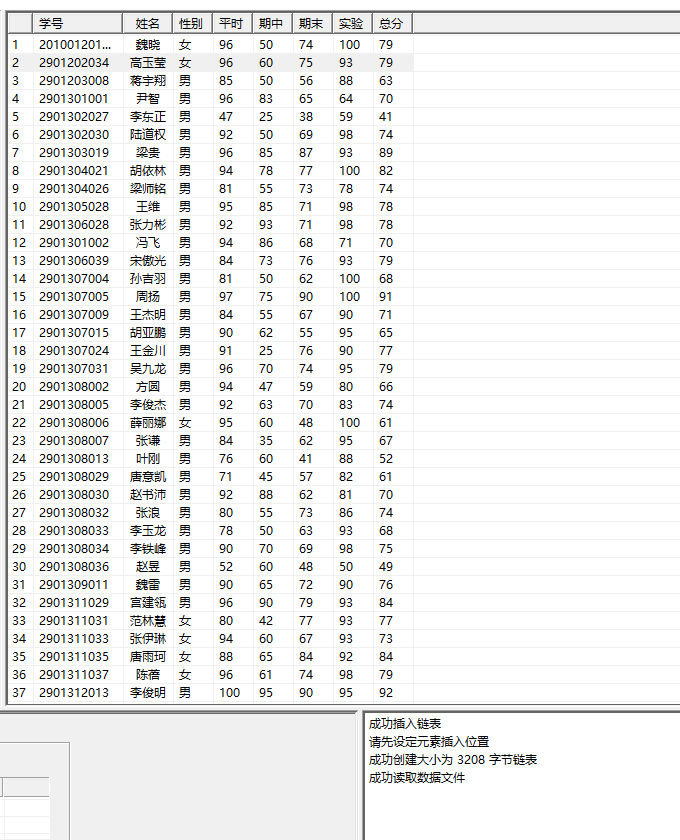 学号 姓名 性别 平时 期中 期末 实验 总分
1 201001201... 魏晓 女 96 50 74 100 79
2 2901202034 高玉莹 女 96 60 75 93 79
3 2901203008 蒋宇翔 男 85 50 56 88 63
4 2901301001 尹智 男 96 83 65 64 70
5 2901302027 李东正 男 47 25 38 59 41
6 2901302030 陆道权 男 92 50 69 98 74
7 2901303019 梁贵 男 96 85 87 93 89
8 2901304021 胡依林 男 94 78 77 100 82
9 2901304026 梁师铭 男 81 55 73 78 74
10 2901305028 王维 男 95 85 71 98 78
11 2901306028 张力彬 男 92 93 71 98 78
12 2901301002 冯飞 男 94 86 68 71 70
13 2901306039 宋傲光 男 84 73 76 93 79
14 2901307004 孙吉羽 男 81 50 62 100 68
15 2901307005 周扬 男 97 75 90 100 91
16 2901307009 王杰明 男 84 55 67 90 71
17 2901307015 胡亚鹏 男 90 62 55 95 65
18 2901307024 王金川 男 91 25 76 90 77
19 2901307031 吴九龙 男 96 70 74 95 79
20 2901308002 方圆 男 94 47 59 80 66
21 2901308005 李俊杰 男 92 63 70 83 74
22 2901308006 薛丽娜 女 95 60 48 100 61
23 2901308007 张谦 男 84 35 62 95 67
24 2901308013 叶刚 男 76 60 41 88 52
25 2901308029 唐意凯 男 71 45 57 82 61
26 2901308030 赵书沛 男 92 88 62 81 70
27 2901308032 张浪 男 80 55 73 86 74
28 2901308033 李玉龙 男 78 50 63 93 68
29 2901308034 李铁峰 男 90 70 69 98 75
30 2901308036 赵昱 男 52 60 48 50 49
31 2901309011 魏雷 男 90 65 72 90 76
32 2901311029 宫建瓴 男 96 90 79 93 84
33 2901311031 范林慧 女 80 42 77 93 77
34 2901311033 张伊琳 女 94 60 67 93 73
35 2901311035 唐雨珂 女 88 65 84 92 84
36 2901311037 陈蓓 女 96 61 74 98 79
37 2901312013 李俊明 男 100 95 90 95 92
成功插入链表
请先设定元素插入位置
成功创建大小为 3208 字节链表
成功读取数据文件